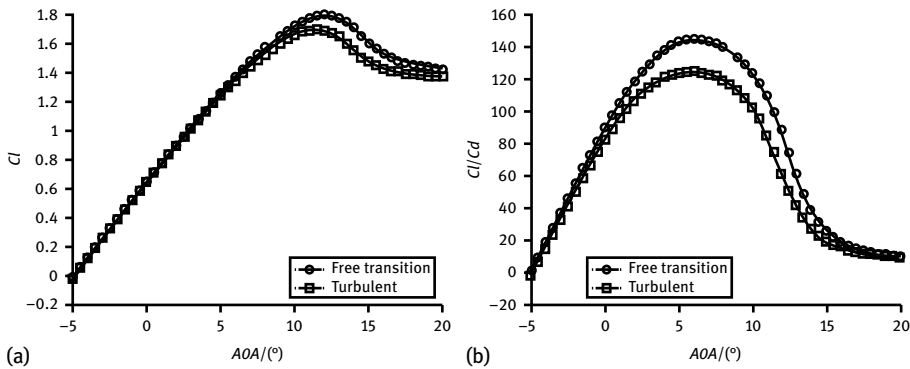 1.8
1.6
1.4
1.2
1.0
0.8
0.6
0.4
0.2
0
−0.2
Cl
Free transition
Turbulent
−5 0 5 10 15 20
A0A/(°)
(a)
160
140
120
100
80
60
40
20
0
−20
Cl/Cd
Free transition
Turbulent
−5 0 5 10 15 20
A0A/(°)
(b)